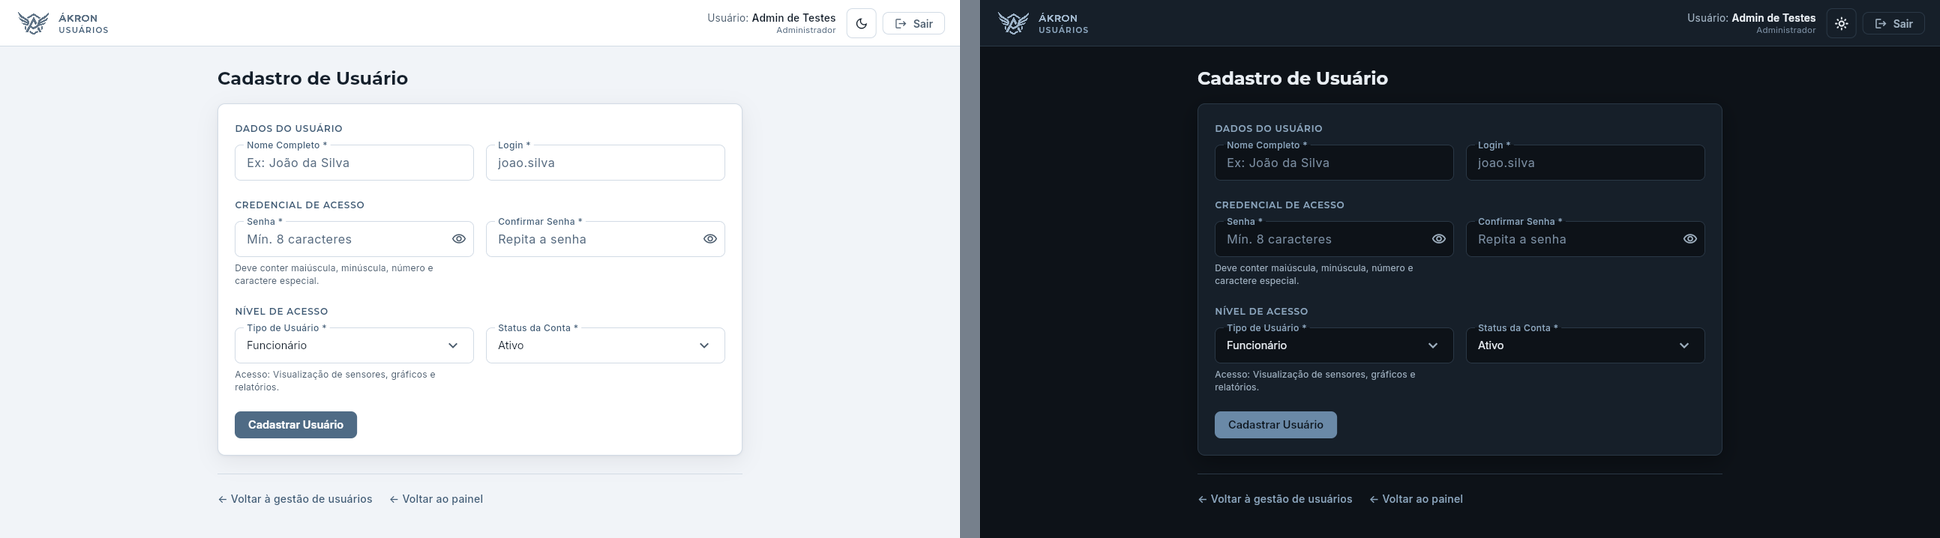 ÁKRON
USUÁRIOS
Usuário: Admin de Testes
Administrador
Sair
Cadastro de Usuário
DADOS DO USUÁRIO
Nome Completo *
Ex: João da Silva
Login *
joao.silva
CREDENCIAL DE ACESSO
Senha *
Mín. 8 caracteres
Confirmar Senha *
Repita a senha
Deve conter maiúscula, minúscula, número e
caractere especial.
NÍVEL DE ACESSO
Tipo de Usuário *
Funcionário
Status da Conta *
Ativo
Acesso: Visualização de sensores, gráficos e
relatórios.
Cadastrar Usuário
← Voltar à gestão de usuários
← Voltar ao painel
ÁKRON
USUÁRIOS
Usuário: Admin de Testes
Administrador
Sair
Cadastro de Usuário
DADOS DO USUÁRIO
Nome Completo *
Ex: João da Silva
Login *
joao.silva
CREDENCIAL DE ACESSO
Senha *
Mín. 8 caracteres
Confirmar Senha *
Repita a senha
Deve conter maiúscula, minúscula, número e
caractere especial.
NÍVEL DE ACESSO
Tipo de Usuário *
Funcionário
Status da Conta *
Ativo
Acesso: Visualização de sensores, gráficos e
relatórios.
Cadastrar Usuário
← Voltar à gestão de usuários
← Voltar ao painel